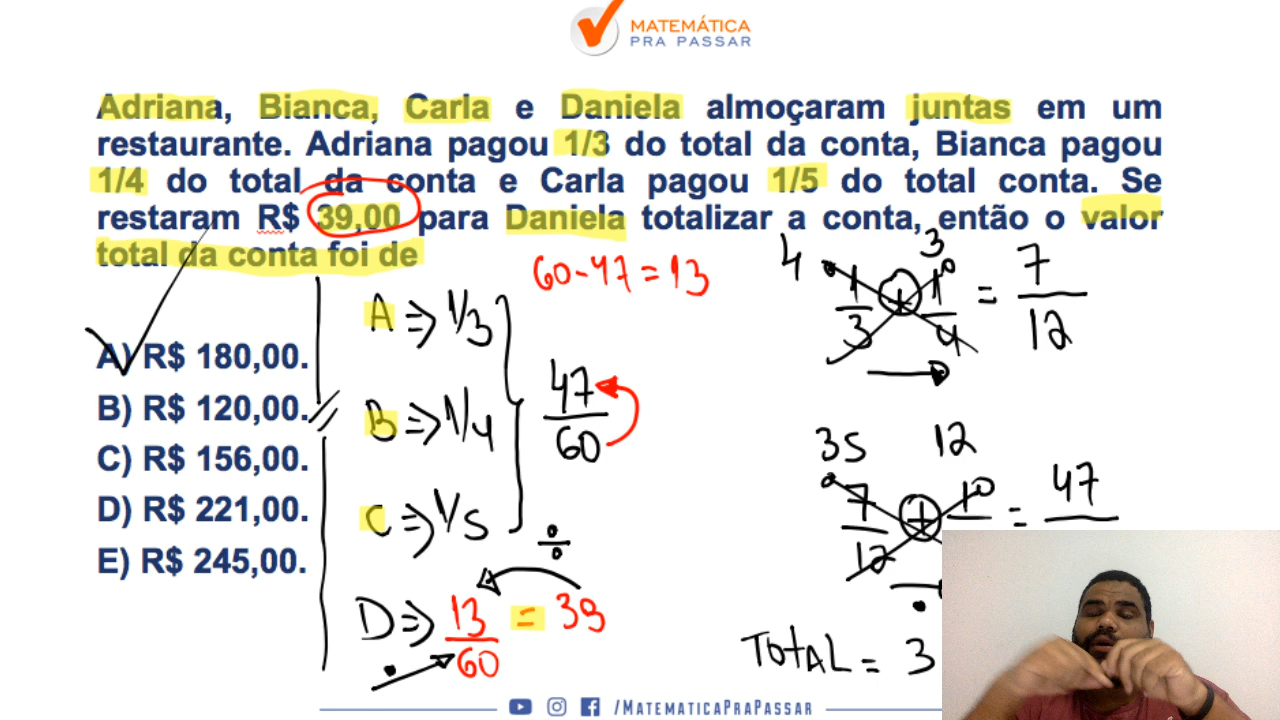 MATEMÁTICA
PRA PASSAR
Adriana, Bianca, Carla e Daniela almoçaram juntas em um
restaurante. Adriana pagou 1/3 do total da conta, Bianca pagou
1/4 do total da conta e Carla pagou 1/5 do total conta. Se
restaram R$ 39,00 para Daniela totalizar a conta, então o valor
total da conta foi de
A) R$ 180,00.
B) R$ 120,00.
C) R$ 156,00.
D) R$ 221,00.
E) R$ 245,00.
60-47=13
A ⇒ 1/3
B ⇒ 1/4
C ⇒ 1/5
47
60
÷
D ⇒ 13/60 = 39
4 3
1/3 + 1/4 = 7/12
35 12
7/12 + 1 = 47
TOTAL = 3
/MATEMATICAPRAPASSAR